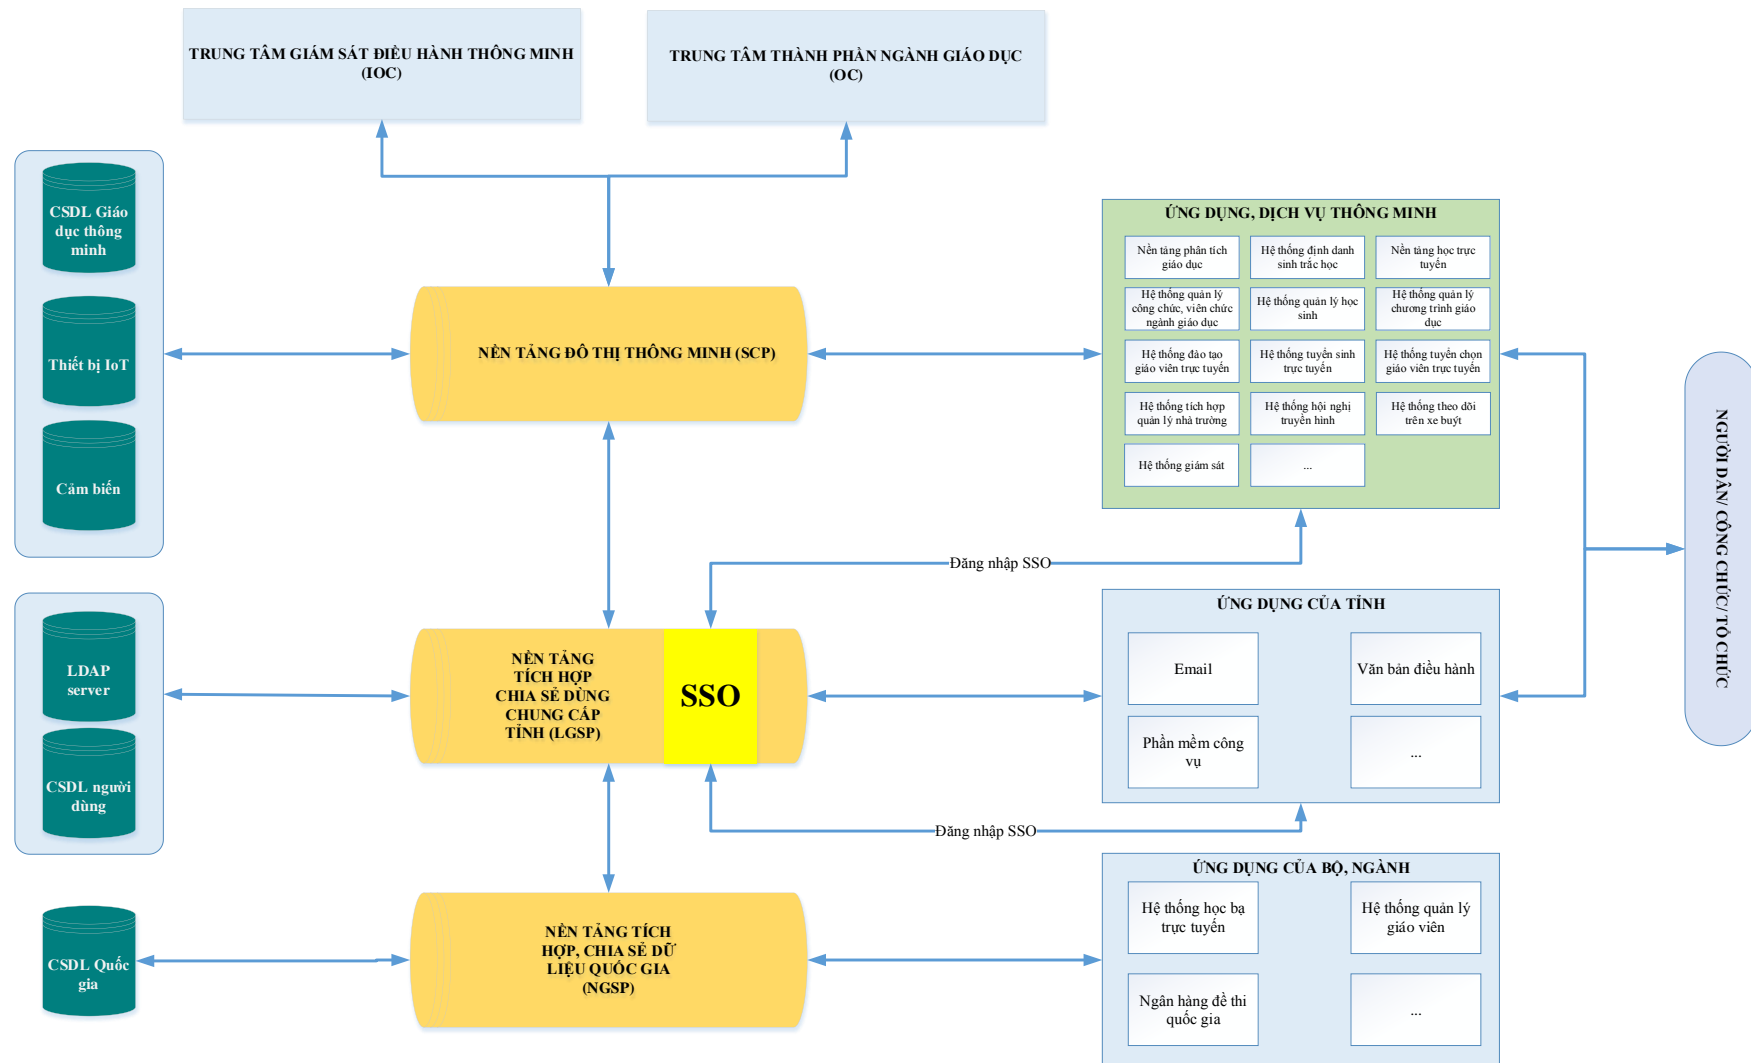 TRUNG TÂM GIÁM SÁT ĐIỀU HÀNH THÔNG MINH
(IOC)
TRUNG TÂM THÀNH PHẦN NGÀNH GIÁO DỤC
(OC)
CSDL Giáo
dục thông
minh
Thiết bị IoT
Cảm biến
NỀN TẢNG ĐÔ THỊ THÔNG MINH (SCP)
ỨNG DỤNG, DỊCH VỤ THÔNG MINH
Nền tảng phân tích
giáo dục
Hệ thống định danh
sinh trắc học
Nền tảng học trực
tuyến
Hệ thống quản lý
công chức, viên chức
ngành giáo dục
Hệ thống quản lý học
sinh
Hệ thống quản lý
chương trình giáo
dục
Hệ thống đào tạo
giáo viên trực tuyến
Hệ thống tuyển sinh
trực tuyến
Hệ thống tuyển chọn
giáo viên trực tuyến
Hệ thống tích hợp
quản lý nhà trường
Hệ thống hội nghị
truyền hình
Hệ thống theo dõi
trên xe buýt
Hệ thống giám sát
...
NGƯỜI DÂN/ CÔNG CHỨC/ TỔ CHỨC
Đăng nhập SSO
LDAP
server
CSDL người
dùng
NỀN TẢNG
TÍCH HỢP
CHIA SẺ DÙNG
CHUNG CẤP
TỈNH (LGSP)
SSO
ỨNG DỤNG CỦA TỈNH
Email
Văn bản điều hành
Phần mềm công
vụ
...
Đăng nhập SSO
CSDL Quốc
gia
NỀN TẢNG TÍCH
HỢP, CHIA SẺ DỮ
LIỆU QUỐC GIA
(NGSP)
ỨNG DỤNG CỦA BỘ, NGÀNH
Hệ thống học bạ
trực tuyến
Hệ thống quản lý
giáo viên
Ngân hàng đề thi
quốc gia
...